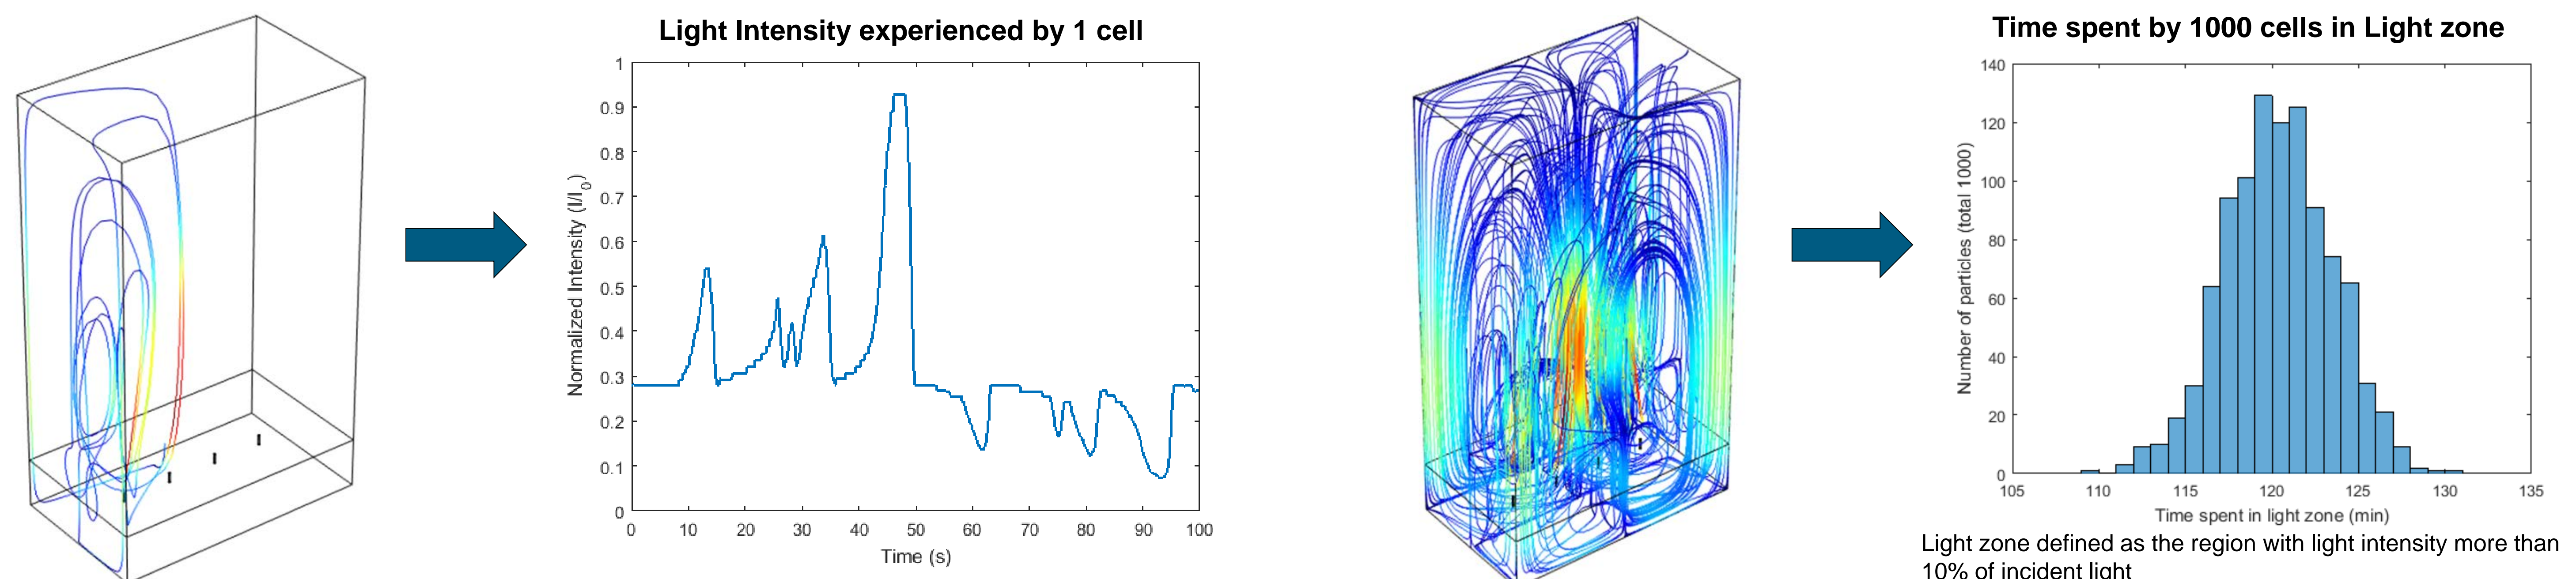 Light Intensity experienced by 1 cell
1
0.9
0.8
0.7
0.6
0.5
0.4
0.3
0.2
0.1
0
Normalized Intensity (I/I0)
0 10 20 30 40 50 60 70 80 90 100
Time (s)
Time spent by 1000 cells in Light zone
140
120
100
80
60
40
20
0
Number of particles (total 1000)
105 110 115 120 125 130 135
Time spent in light zone (min)
Light zone defined as the region with light intensity more than
10% of incident light